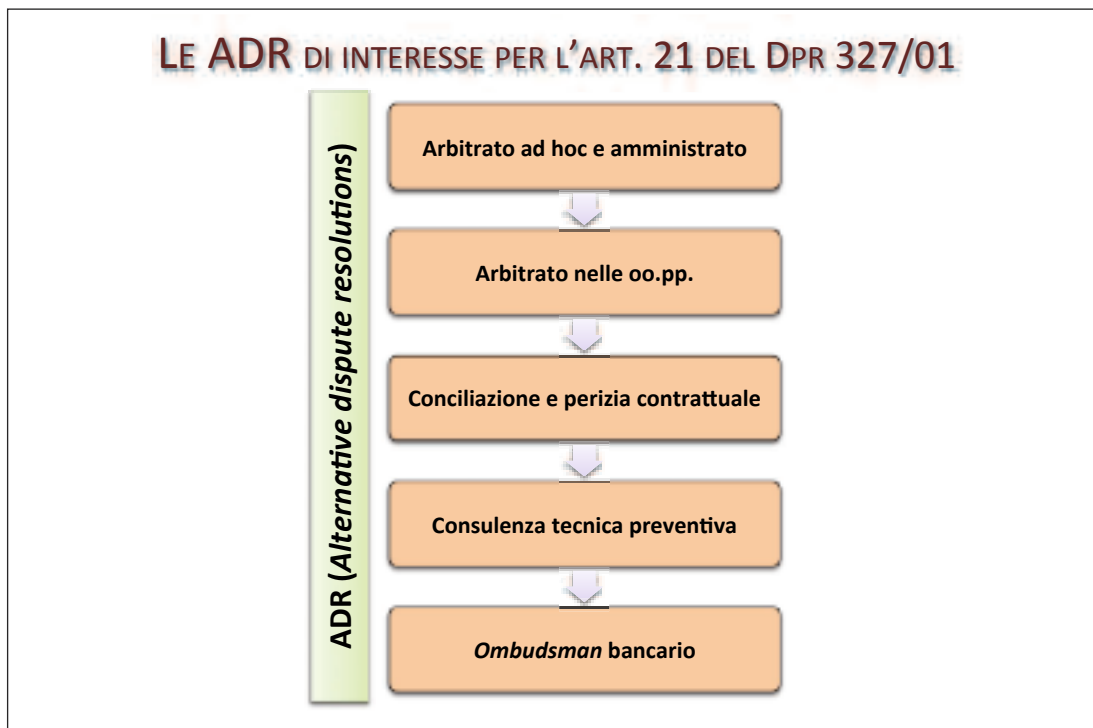 LE ADR DI INTERESSE PER L'ART. 21 DEL DPR 327/01
ADR (Alternative dispute resolutions)
Arbitrato ad hoc e amministrato
Arbitrato nelle oo.pp.
Conciliazione e perizia contrattuale
Consulenza tecnica preventiva
Ombudsman bancario